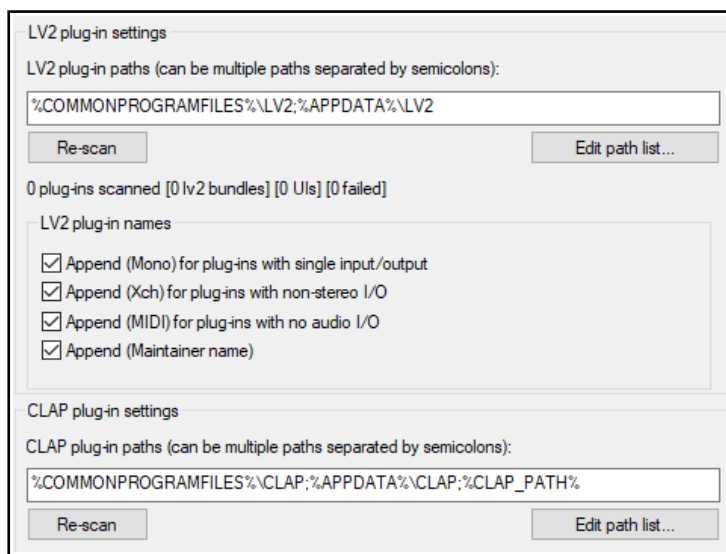 LV2 plug-in settings
LV2 plug-in paths (can be multiple paths separated by semicolons):
%COMMONPROGRAMFILES%\LV2;%APPDATA%\LV2
Re-scan Edit path list...
0 plug-ins scanned [0 lv2 bundles] [0 UIs] [0 failed]
LV2 plug-in names
Append (Mono) for plug-ins with single input/output
Append (Xch) for plug-ins with non-stereo I/O
Append (MIDI) for plug-ins with no audio I/O
Append (Maintainer name)
CLAP plug-in settings
CLAP plug-in paths (can be multiple paths separated by semicolons):
%COMMONPROGRAMFILES%\CLAP;%APPDATA%\CLAP;%CLAP_PATH%
Re-scan Edit path list...